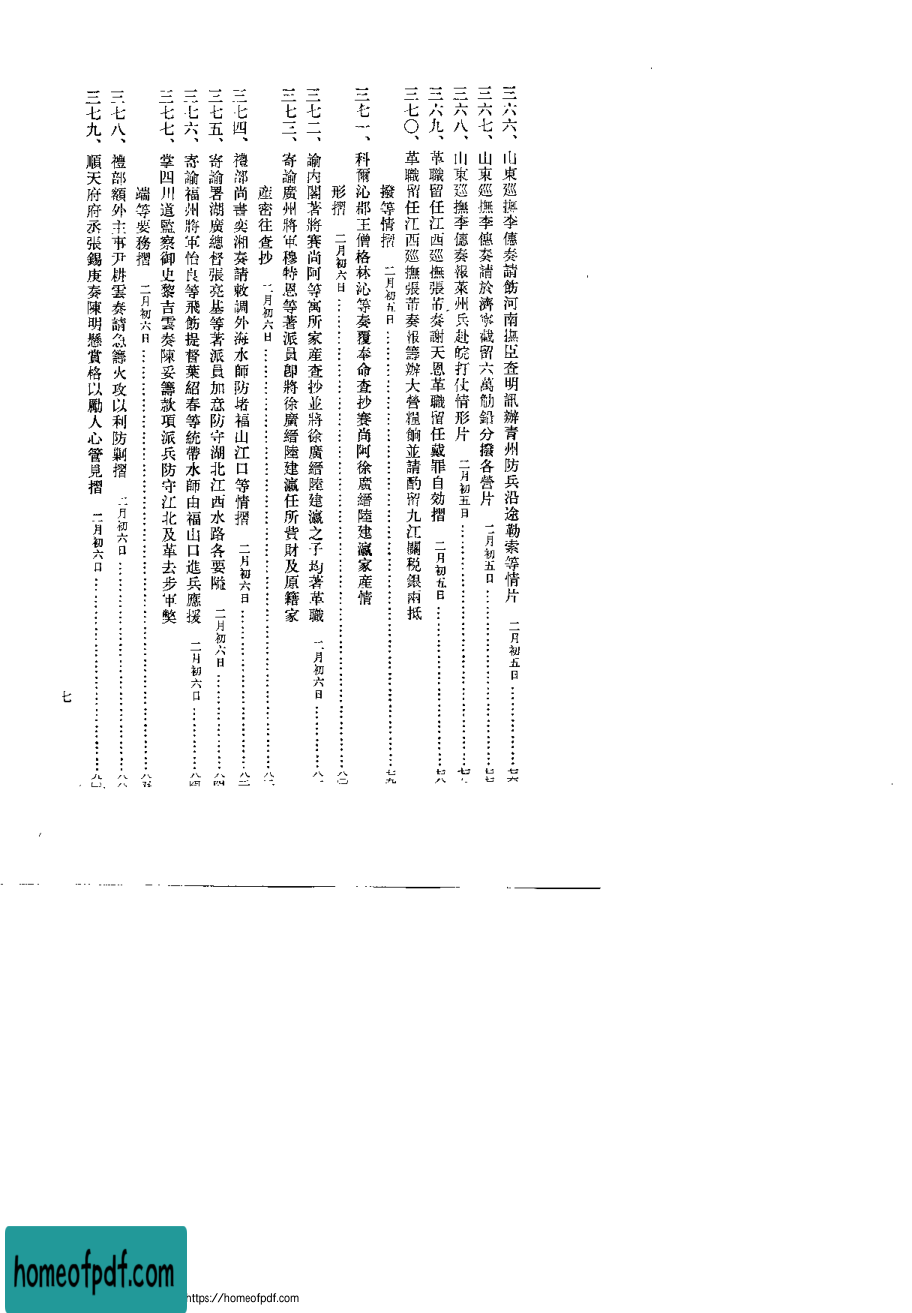 三六六、山東巡撫李僡奏請飭河南撫臣查明訊辦青州防兵沿途勒索等情片 二月初五日……七六
三六七、山東巡撫李僡奏請於濟寧截留六萬觔鉛分撥各營片 二月初五日……七七
三六八、山東巡撫李僡奏報萊州兵赴皖打仗情形片 二月初五日……
三六九、革職留任江西巡撫張芾奏謝天恩革職留任戴罪自効摺 二月初五日……七八
三七〇、革職留任江西巡撫張芾奏報籌辦大營糧餉並請酌留九江關稅銀兩抵
撥等情摺 二月初五日……七九
三七一、科爾沁郡王僧格林沁等奏覆奉命查抄賽尚阿徐廣縉陸建瀛家産情
形摺 二月初六日……八〇
三七二、諭內閣著將賽尚阿等寓所家産查抄並將徐廣縉陸建瀛之子均著革職 二月初六日……
三七三、寄諭廣州將軍穆特恩等著派員卽將徐廣縉陸建瀛任所貲財及原籍家
産密往查抄 二月初六日……
三七四、禮部尚書奕湘奏請敕調外海水師防堵福山江口等情摺 二月初六日……
三七五、寄諭署湖廣總督張亮基等著派員加意防守湖北江西水路各要隘 二月初六日……八四
三七六、寄諭福州將軍怡良等飛飭提督葉紹春等統帶水師由福山口進兵應援 二月初六日……八四
三七七、掌四川道監察御史黎吉雲奏陳妥籌款項派兵防守江北及革去步軍獘
端等要務摺 二月初六日……八五
三七八、禮部額外主事尹耕雲奏請急籌火攻以利防剿摺 二月初六日……
三七九、順天府府丞張錫庚奏陳明懸賞格以勵人心管見摺 二月初六日……
七
homeofpdf.com
https://homeofpdf.com